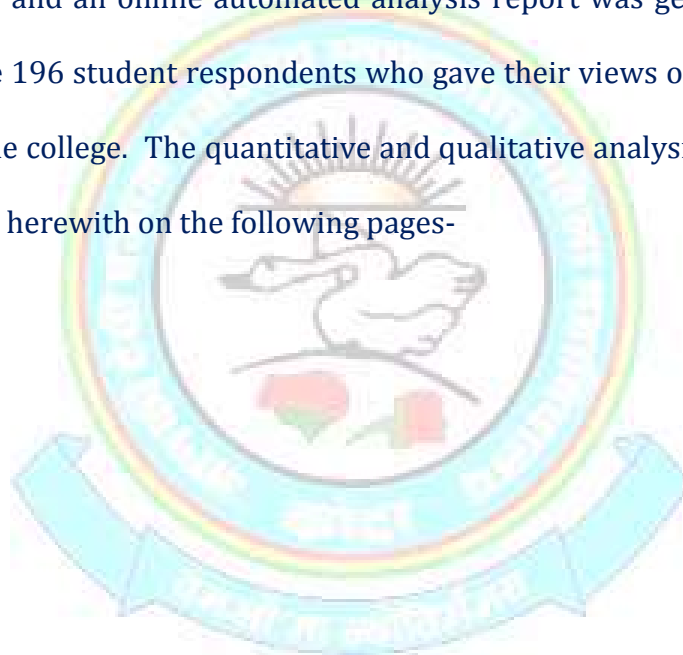 and an online automated analysis report was ge
196 student respondents who gave their views o
e college. The quantitative and qualitative analys
herewith on the following pages-